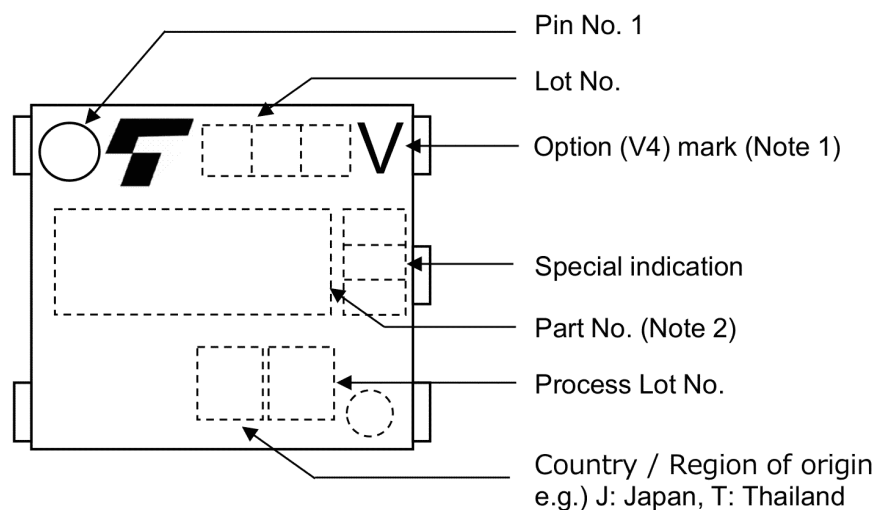 Pin No. 1
Lot No.
V
Option (V4) mark (Note 1)
Special indication
Part No. (Note 2)
Process Lot No.
Country / Region of origin
e.g.) J: Japan, T: Thailand